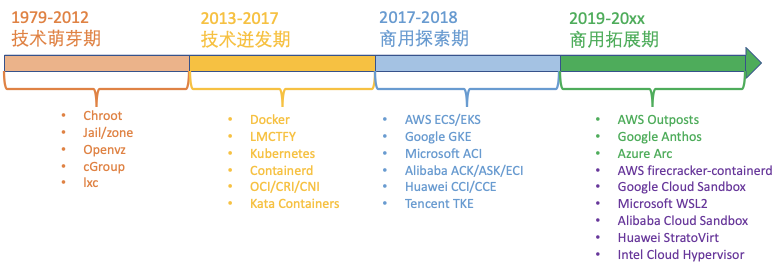 1979-2012
技术萌芽期
Chroot
Jail/zone
Openvz
cGroup
lxc
2013-2017
技术迸发期
Docker
LMCTFY
Kubernetes
Containerd
OCI/CRI/CNI
Kata Containers
2017-2018
商用探索期
AWS ECS/EKS
Google GKE
Microsoft ACI
Alibaba ACK/ASK/ECI
Huawei CCI/CCE
Tencent TKE
2019-20xx
商用拓展期
AWS Outposts
Google Anthos
Azure Arc
AWS firecracker-containerd
Google Cloud Sandbox
Microsoft WSL2
Alibaba Cloud Sandbox
Huawei StratoVirt
Intel Cloud Hypervisor